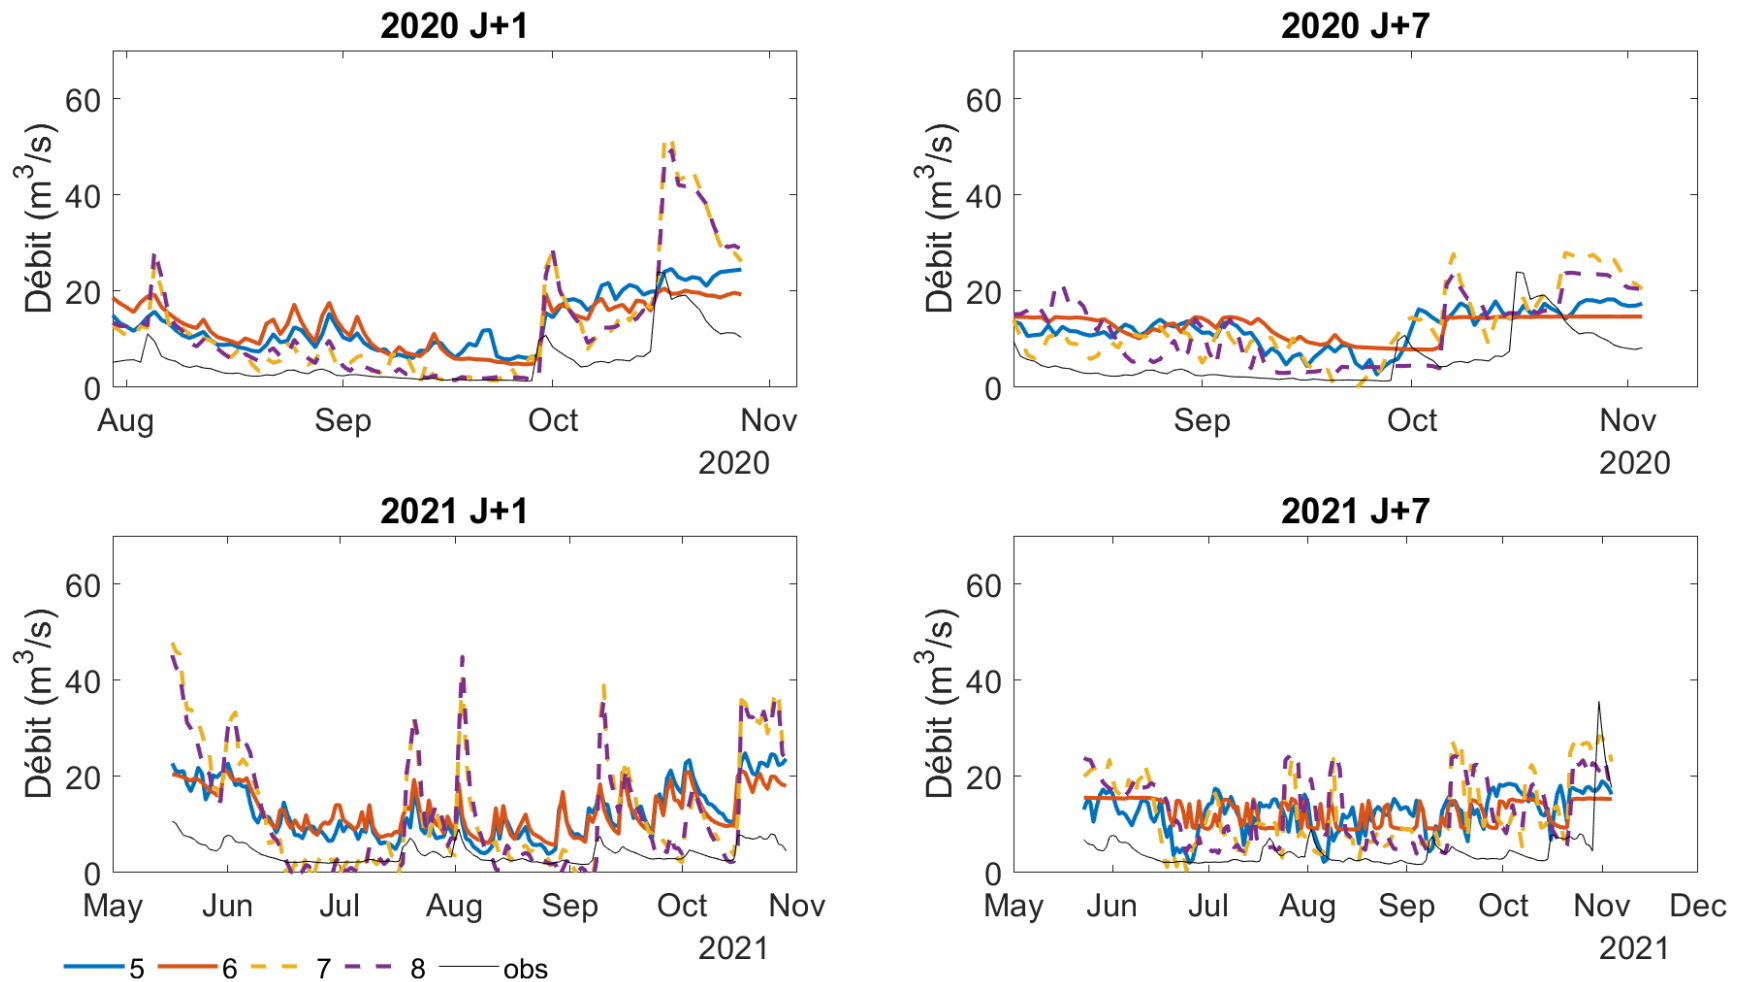 2020 J+1
Débit (m³/s)
60
40
20
0
Aug Sep Oct Nov
2020
2020 J+7
Débit (m³/s)
60
40
20
0
Sep Oct Nov
2020
2021 J+1
Débit (m³/s)
60
40
20
0
May Jun Jul Aug Sep Oct Nov
2021
2021 J+7
Débit (m³/s)
60
40
20
0
May Jun Jul Aug Sep Oct Nov Dec
2021
5 6 7 8 obs